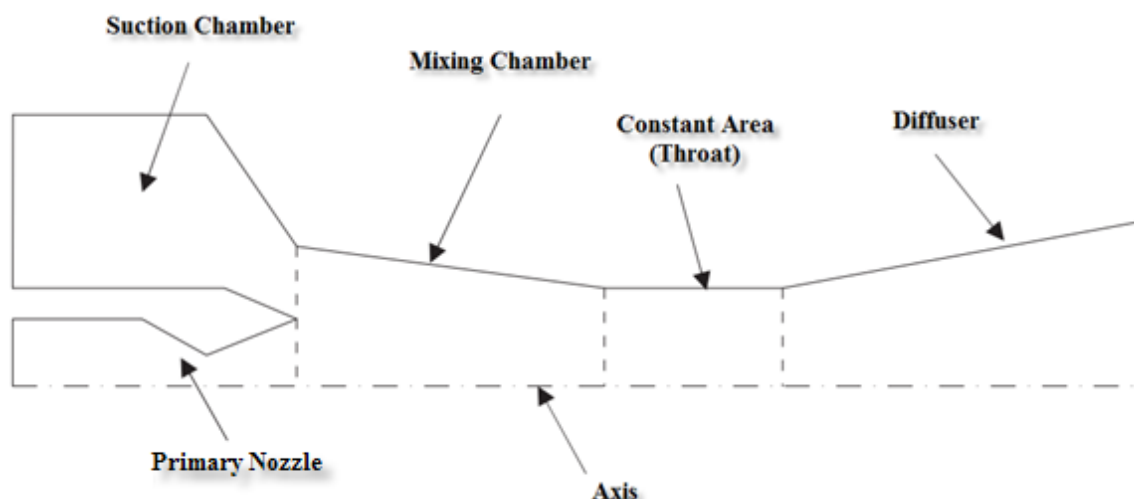 Suction Chamber
Mixing Chamber
Constant Area
(Throat)
Diffuser
Primary Nozzle
Axis